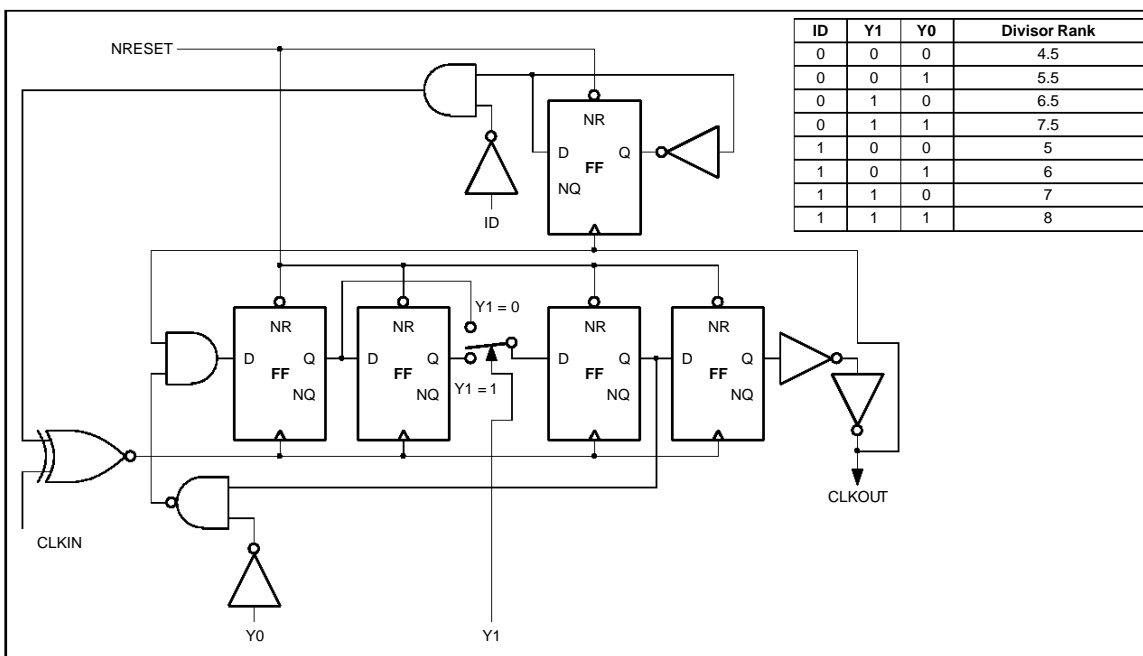 NRESET
ID Y1 Y0 Divisor Rank
0 0 0 4.5
0 0 1 5.5
0 1 0 6.5
0 1 1 7.5
1 0 0 5
1 0 1 6
1 1 0 7
1 1 1 8
NR
D Q
FF
NQ
ID
Y1 = 0
NR
D Q
FF
NQ
NR
D Q
FF
NQ
Y1 = 1
NR
D Q
FF
NQ
NR
D Q
FF
NQ
CLKOUT
CLKIN
Y0
Y1